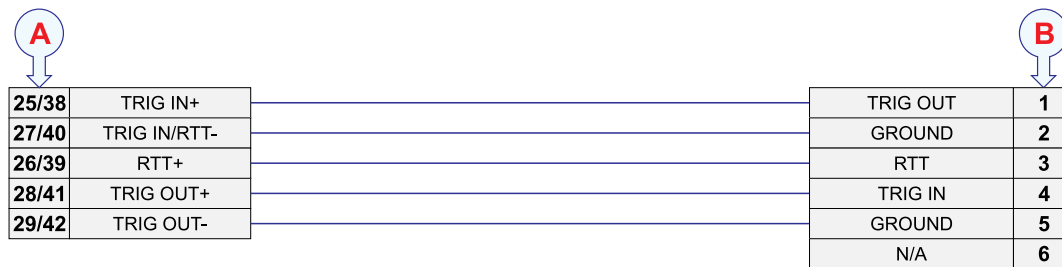 A B
25/38 TRIG IN+ TRIG OUT 1
27/40 TRIG IN/RTT- GROUND 2
26/39 RTT+ RTT 3
28/41 TRIG OUT+ TRIG IN 4
29/42 TRIG OUT- GROUND 5
N/A 6